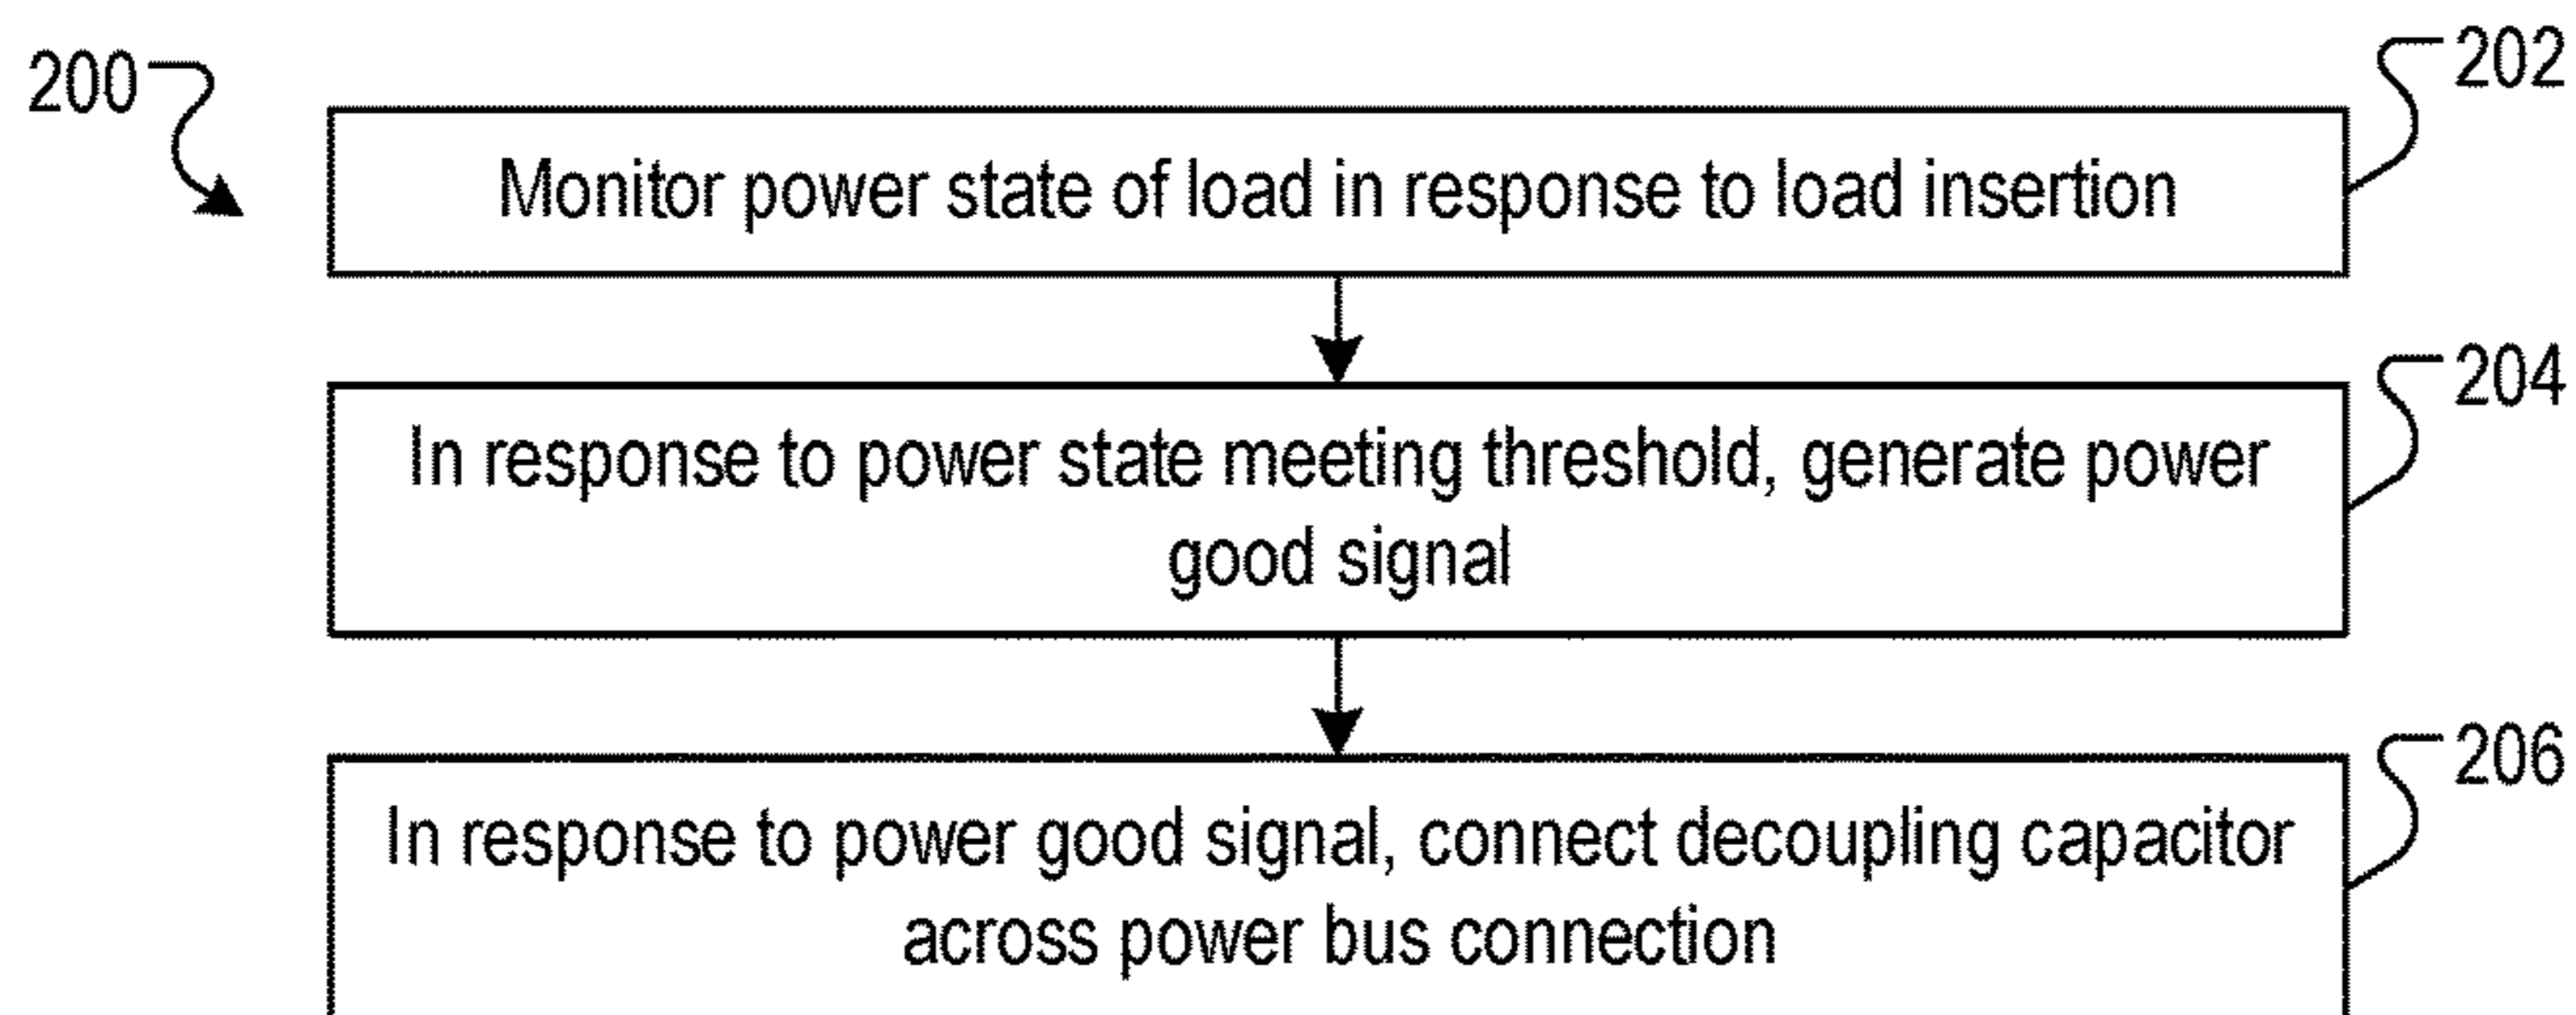 200
202
Monitor power state of load in response to load insertion
204
In response to power state meeting threshold, generate power
good signal
206
In response to power good signal, connect decoupling capacitor
across power bus connection